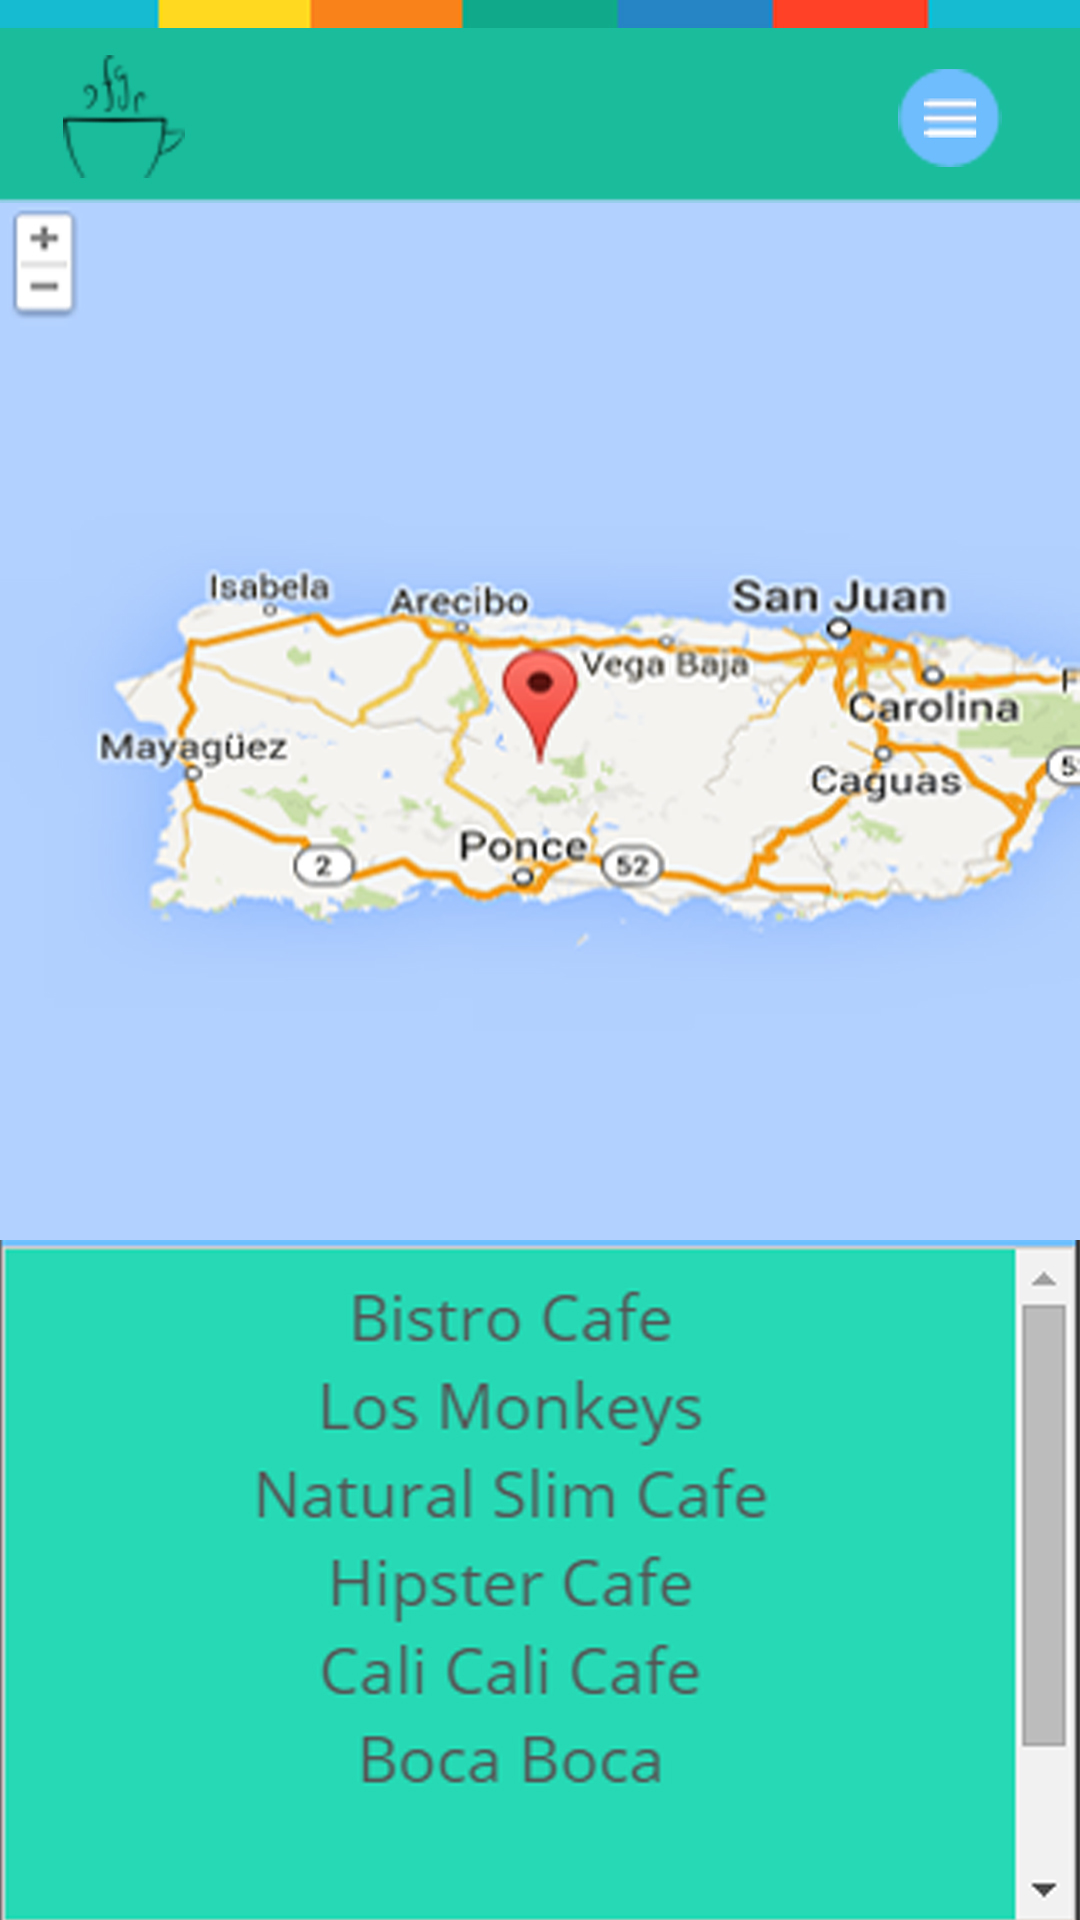 +
−
Isabela
Arecibo
San Juan
Vega Baja
F
Carolina
Mayagüez
5
Caguas
Ponce
2
52
Bistro Cafe
Los Monkeys
Natural Slim Cafe
Hipster Cafe
Cali Cali Cafe
Boca Boca